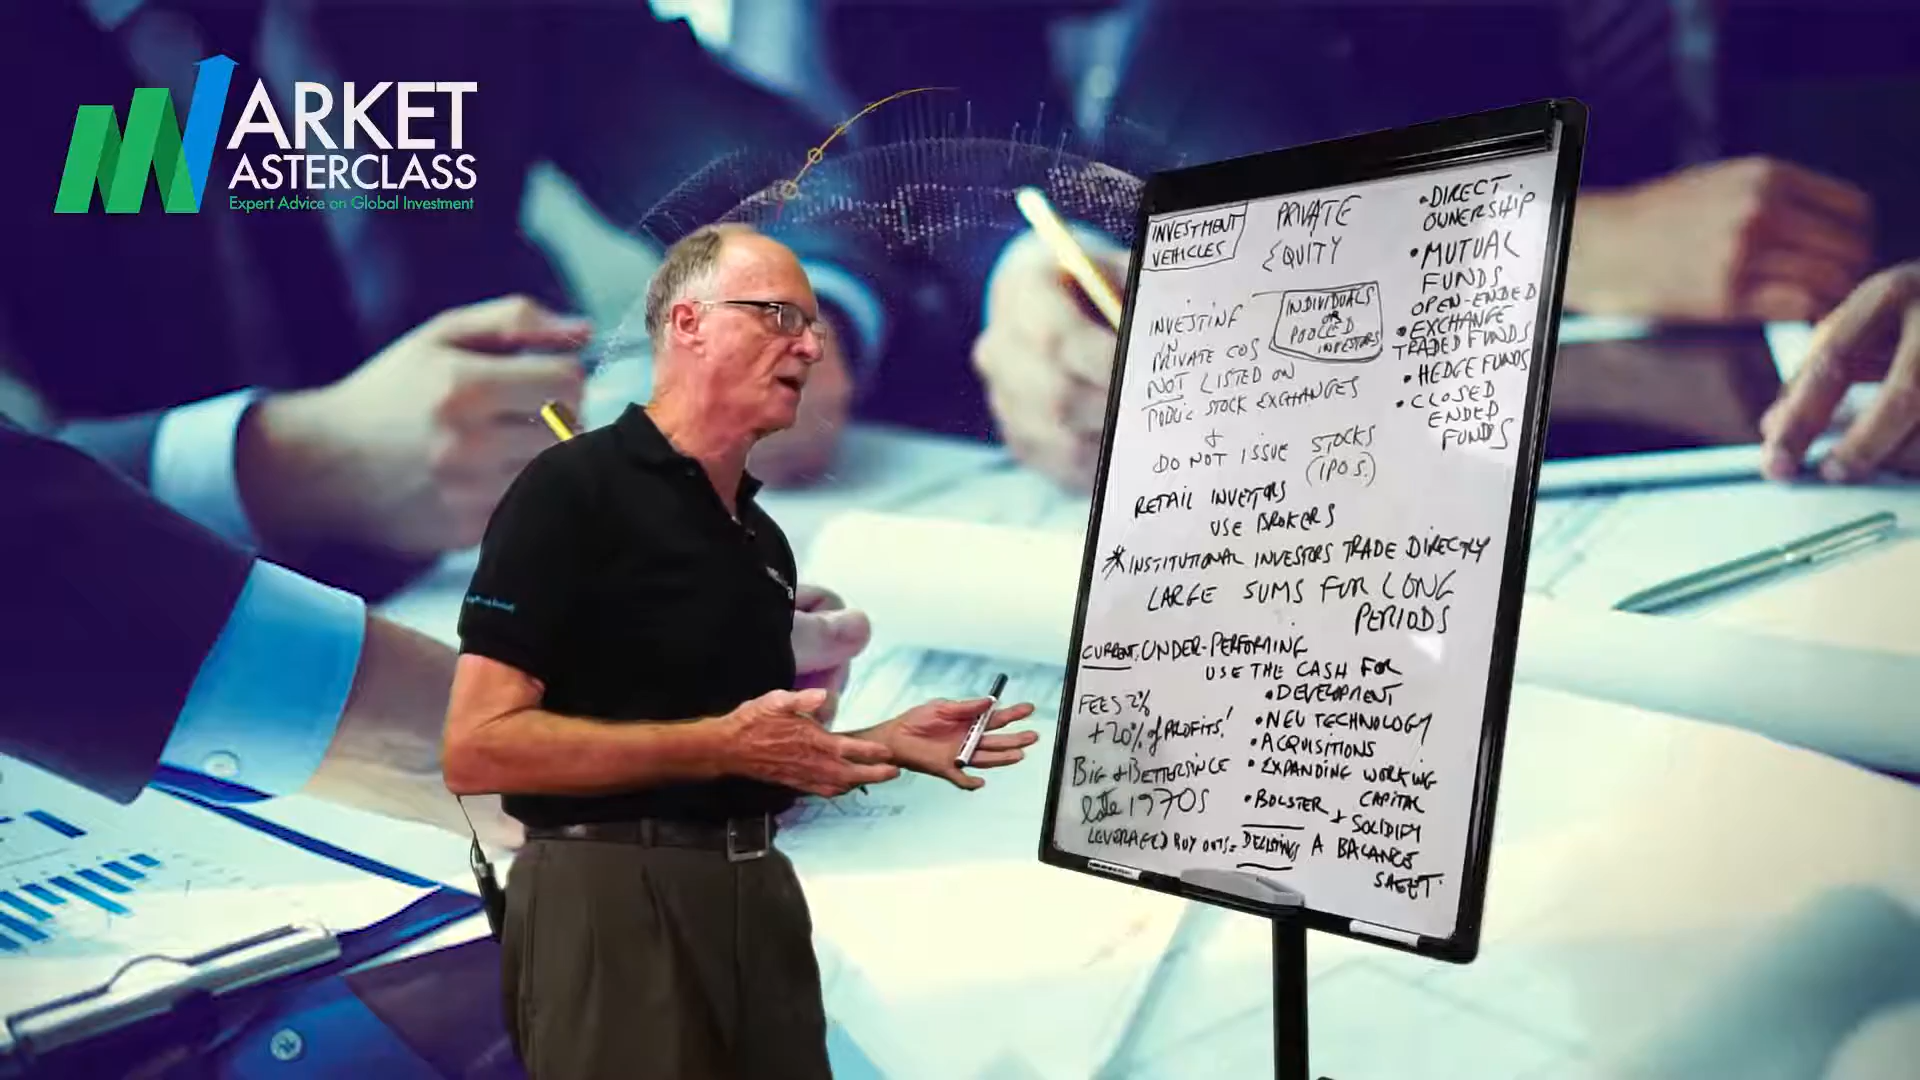 MARKET
MASTERCLASS
Expert Advice on Global Investment
INVESTMENT
VEHICLES
PRIVATE
EQUITY
INVESTING
IN
PRIVATE COS
NOT LISTED ON
PUBLIC STOCK EXCHANGES
+
DO NOT ISSUE STOCKS
(IPOS.)
INDIVIDUALS
OR
POOLED
INVESTORS
• DIRECT
OWNERSHIP
• MUTUAL
FUNDS
OPEN-ENDED
• EXCHANGE
TRADED FUNDS
• HEDGE FUNDS
• CLOSED
ENDED
FUNDS
RETAIL INVESTORS
USE BROKERS
* INSTITUTIONAL INVESTORS TRADE DIRECTLY
LARGE SUMS FOR LONG
PERIODS
CURRENT: UNDER-PERFORMING
USE THE CASH FOR
• DEVELOPMENT
• NEW TECHNOLOGY
• ACQUISITIONS
• EXPANDING WORKING
CAPITAL
• BOLSTER + SOLIDIFY
A BALANCE
SHEET.
FEES 2%
+ 20% of PROFITS!
BIG + BETTER SINCE
late 1970s
LEVERAGED BUY OUTS = DELISTINGS